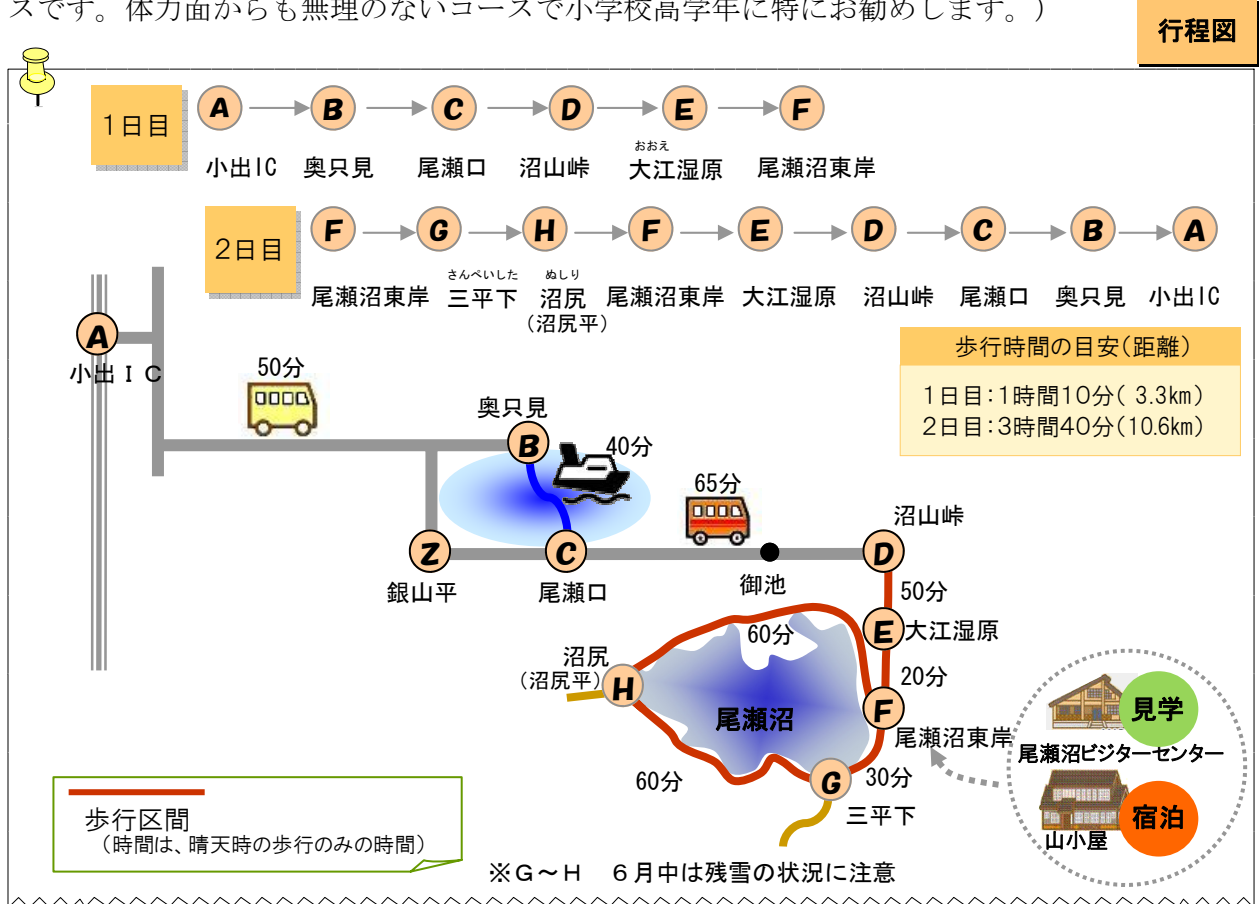 スです。体力面からも無理のないコースで小学校高学年に特にお勧めします。)
行程図
1日目
A B C D E F
おおえ
小出IC 奥只見 尾瀬口 沼山峠 大江湿原 尾瀬沼東岸
2日目
F G H F E D C B A
さんぺいした ぬしり
尾瀬沼東岸 三平下 沼尻 尾瀬沼東岸 大江湿原 沼山峠 尾瀬口 奥只見 小出IC
(沼尻平)
歩行時間の目安(距離)
1日目:1時間10分( 3.3km)
2日目:3時間40分(10.6km)
A
小出IC
50分
奥只見
B
40分
65分
沼山峠
Z
C
D
銀山平
尾瀬口
御池
50分
E
大江湿原
60分
沼尻
(沼尻平)
H
20分
F
尾瀬沼
尾瀬沼東岸
見学
尾瀬沼ビジターセンター
60分
G
30分
三平下
宿泊
山小屋
歩行区間
(時間は、晴天時の歩行のみの時間)
※G~H 6月中は残雪の状況に注意